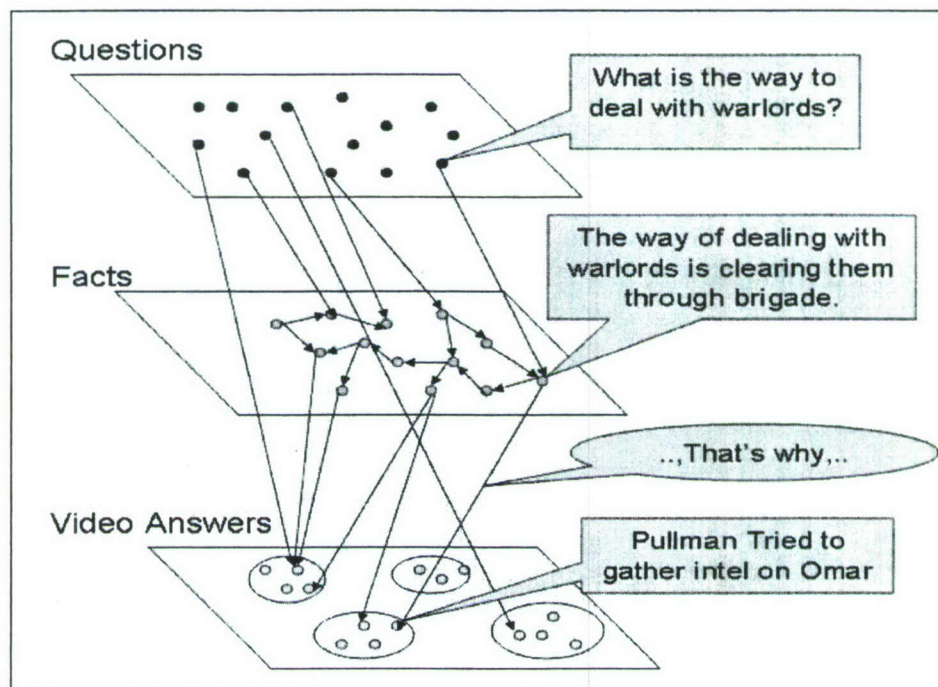 Questions
What is the way to
deal with warlords?
Facts
The way of dealing with
warlords is clearing them
through brigade.
..,That's why,..
Video Answers
Pullman Tried to
gather intel on Omar